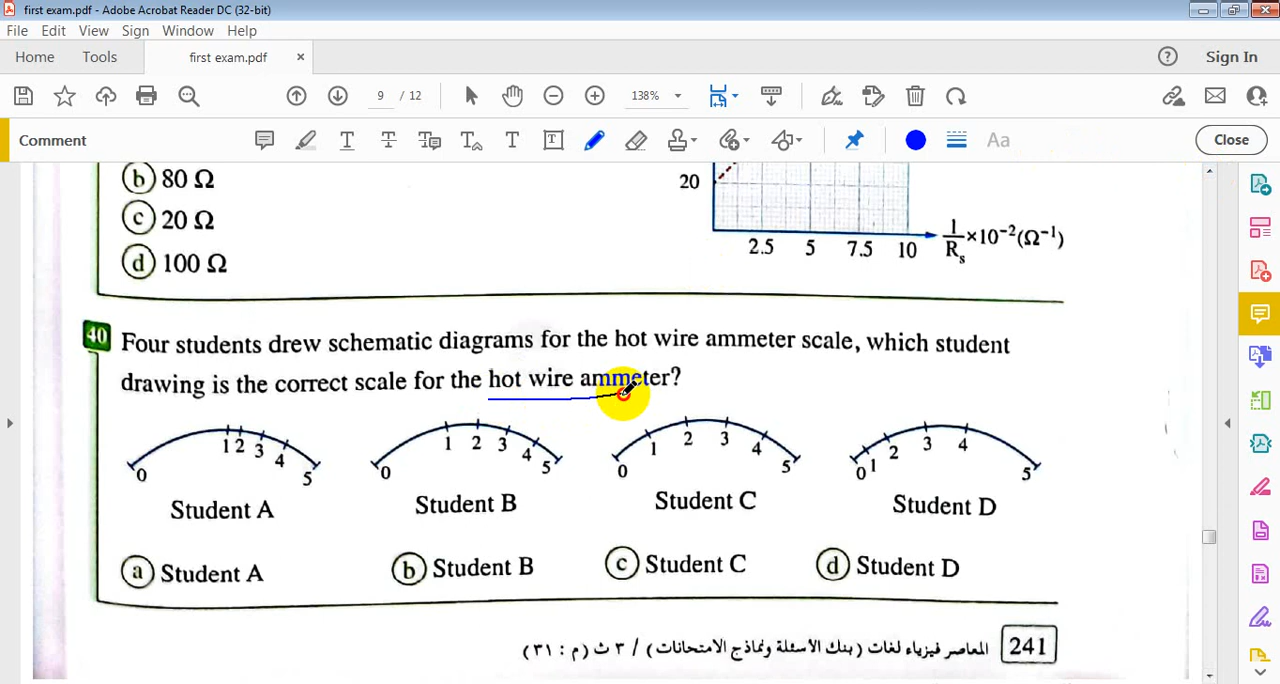 first exam.pdf - Adobe Acrobat Reader DC (32-bit)
File Edit View Sign Window Help
Home Tools first exam.pdf × Sign In
9 / 12 138%
Comment Aa Close
b 80 Ω
c 20 Ω
d 100 Ω
20
2.5 5 7.5 10
1/Rs ×10⁻²(Ω⁻¹)
40 Four students drew schematic diagrams for the hot wire ammeter scale, which student
drawing is the correct scale for the hot wire ammeter?
0 1 2 3 4 5
0 1 2 3 4 5
0 1 2 3 4 5
0 1 2 3 4 5
Student A Student B Student C Student D
a Student A b Student B c Student C d Student D
المعاصر فيزياء لغات (بنك الأسئلة ونماذج الامتحانات) / ٣ ث (م : ٣١) 241